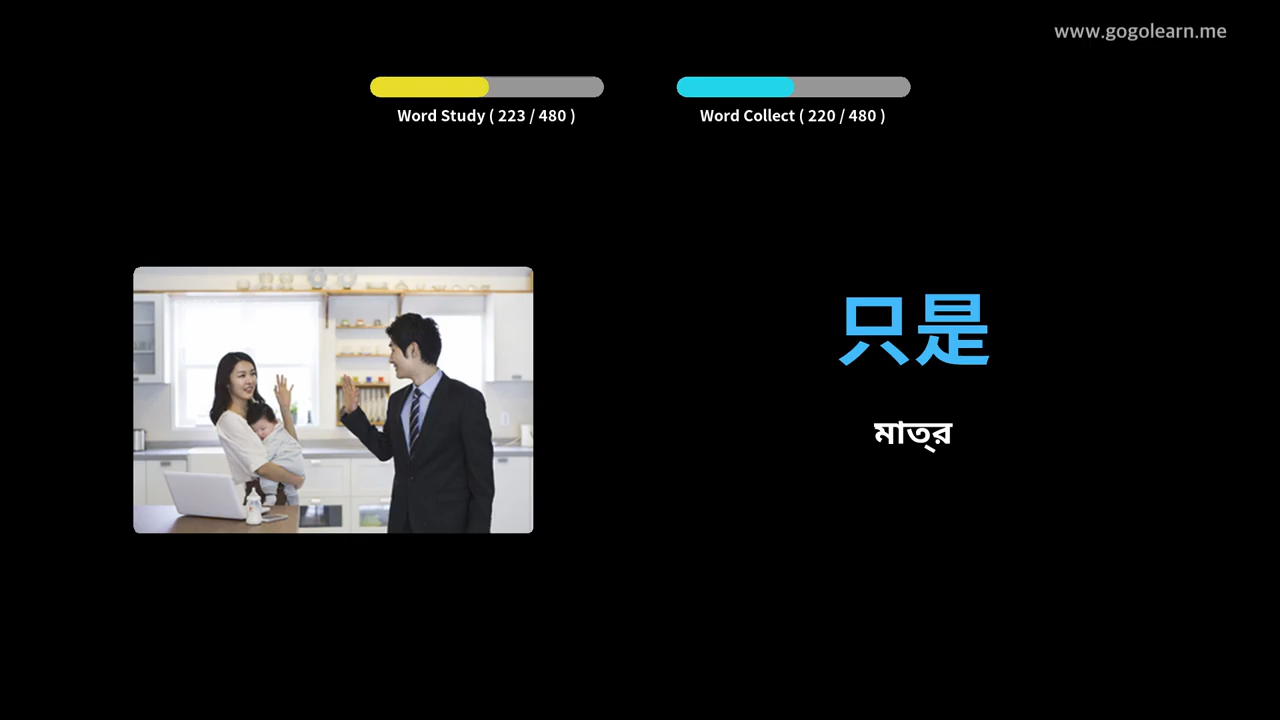 www.gogolearn.me
Word Study ( 223 / 480 )
Word Collect ( 220 / 480 )
只是
মাত্র